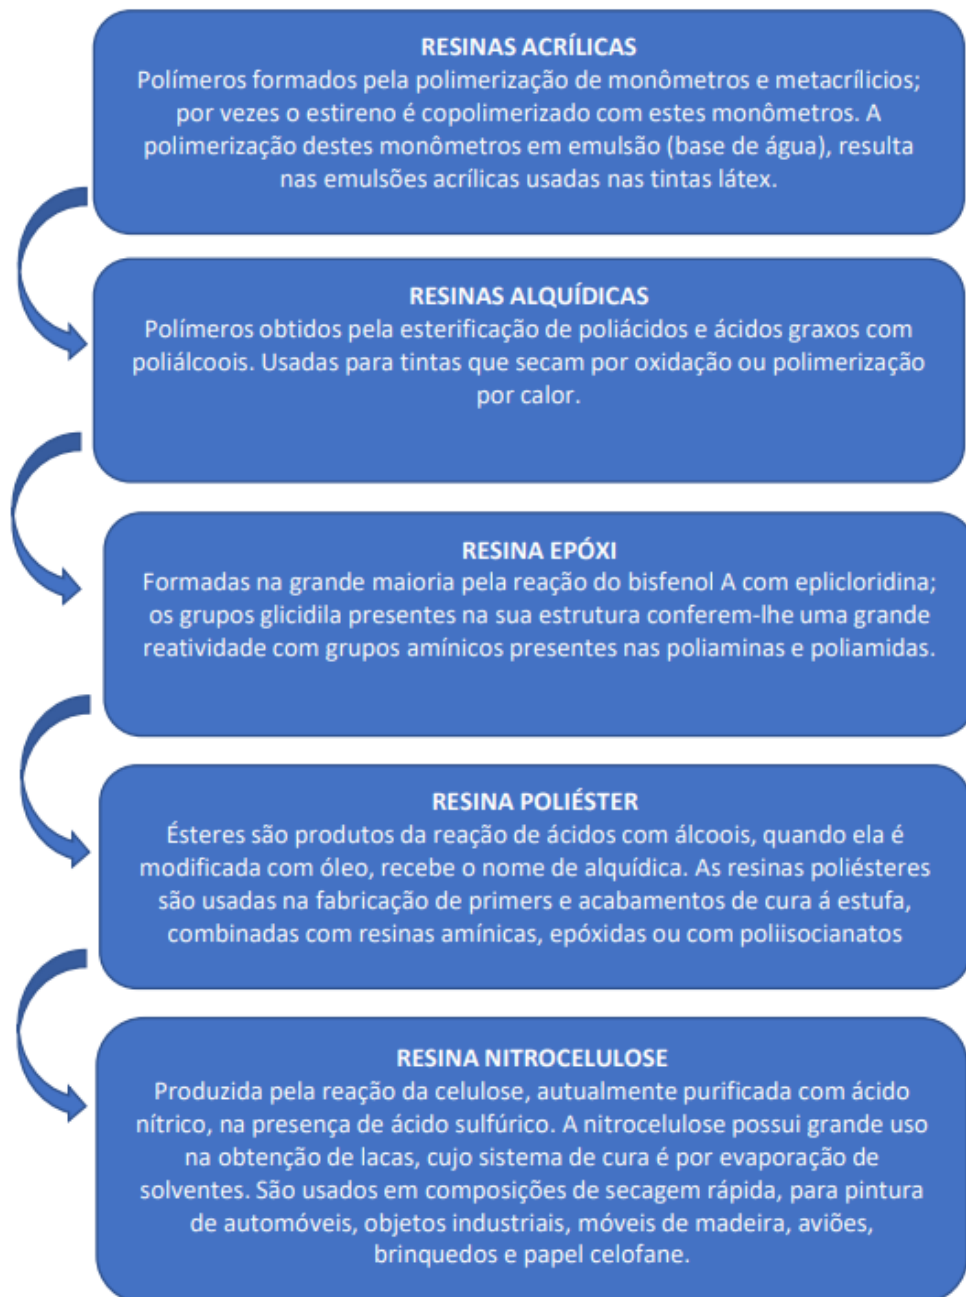 RESINAS ACRÍLICAS
Polímeros formados pela polimerização de monômetros e metacrílicios;
por vezes o estireno é copolimerizado com estes monômetros. A
polimerização destes monômetros em emulsão (base de água), resulta
nas emulsões acrílicas usadas nas tintas látex.
RESINAS ALQUÍDICAS
Polímeros obtidos pela esterificação de poliácidos e ácidos graxos com
poliálcoois. Usadas para tintas que secam por oxidação ou polimerização
por calor.
RESINA EPÓXI
Formadas na grande maioria pela reação do bisfenol A com eplicloridina;
os grupos glicidila presentes na sua estrutura conferem-lhe uma grande
reatividade com grupos amínicos presentes nas poliaminas e poliamidas.
RESINA POLIÉSTER
Ésteres são produtos da reação de ácidos com álcoois, quando ela é
modificada com óleo, recebe o nome de alquídica. As resinas poliésteres
são usadas na fabricação de primers e acabamentos de cura á estufa,
combinadas com resinas amínicas, epóxidas ou com poliisocianatos
RESINA NITROCELULOSE
Produzida pela reação da celulose, autualmente purificada com ácido
nítrico, na presença de ácido sulfúrico. A nitrocelulose possui grande uso
na obtenção de lacas, cujo sistema de cura é por evaporação de
solventes. São usados em composições de secagem rápida, para pintura
de automóveis, objetos industriais, móveis de madeira, aviões,
brinquedos e papel celofane.